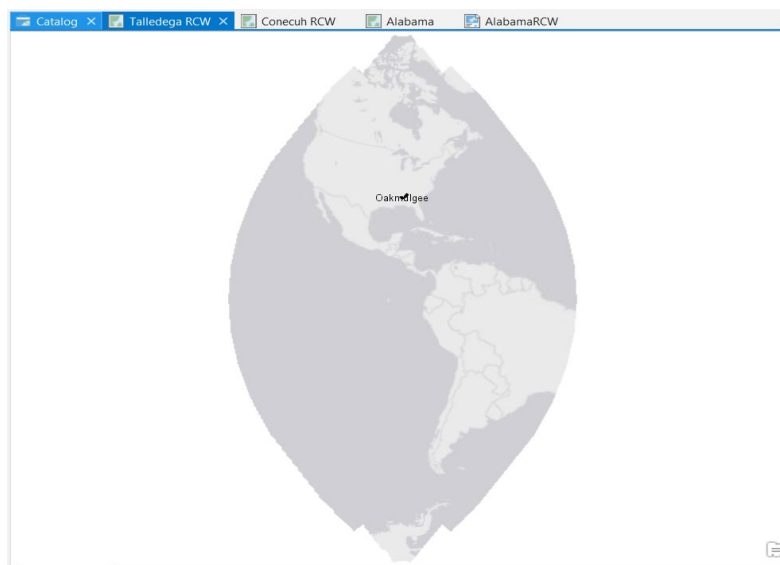 Catalog
Talledega RCW
Conecuh RCW
Alabama
AlabamaRCW
Oakmulgee